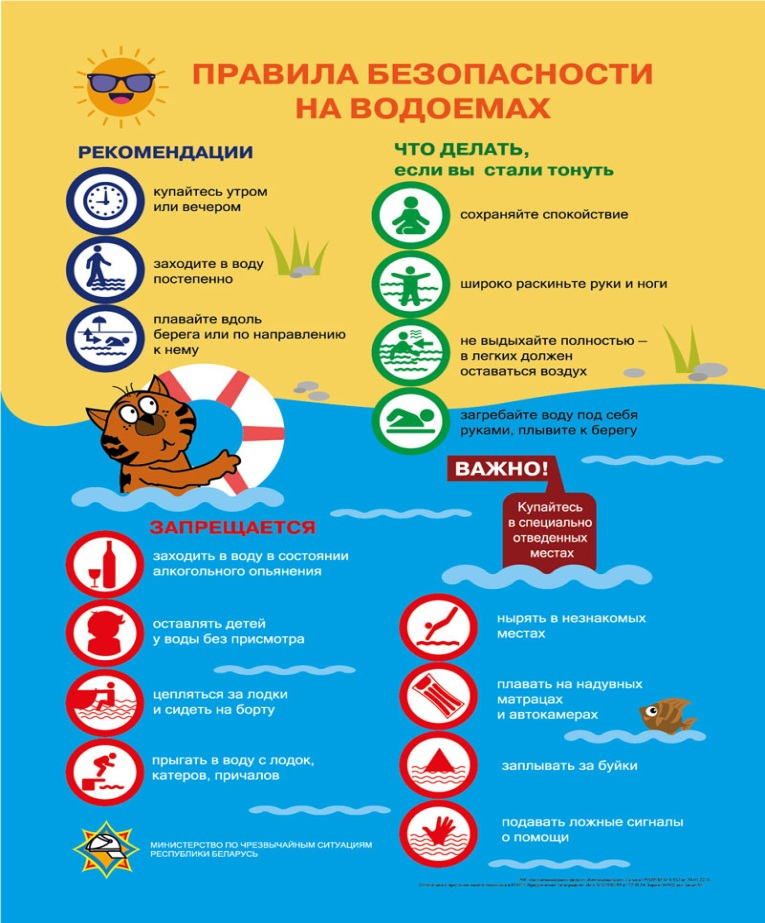 ПРАВИЛА БЕЗОПАСНОСТИ
НА ВОДОЕМАХ
РЕКОМЕНДАЦИИ
купайтесь утром
или вечером
заходите в воду
постепенно
плавайте вдоль
берега или по направлению
к нему
ЧТО ДЕЛАТЬ,
если вы стали тонуть
сохраняйте спокойствие
широко раскиньте руки и ноги
не выдыхайте полностью –
в легких должен
оставаться воздух
загребайте воду под себя
руками, плывите к берегу
ВАЖНО!
Купайтесь
в специально
отведенных
местах
ЗАПРЕЩАЕТСЯ
заходить в воду в состоянии
алкогольного опьянения
оставлять детей
у воды без присмотра
цепляться за лодки
и сидеть на борту
прыгать в воду с лодок,
катеров, причалов
нырять в незнакомых
местах
плавать на надувных
матрацах
и автокамерах
заплывать за буйки
подавать ложные сигналы
о помощи
МИНИСТЕРСТВО ПО ЧРЕЗВЫЧАЙНЫМ СИТУАЦИЯМ
РЕСПУБЛИКИ БЕЛАРУСЬ